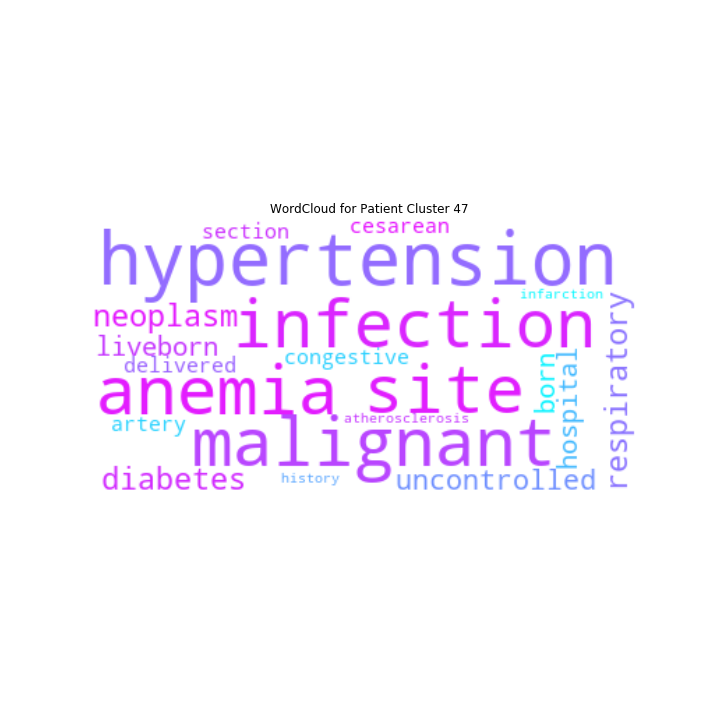 WordCloud for Patient Cluster 47
section cesarean
hypertension
infarction
neoplasm infection
liveborn
congestive
delivered
anemia site
born
hospital
respiratory
artery
atherosclerosis
malignant
diabetes
history
uncontrolled